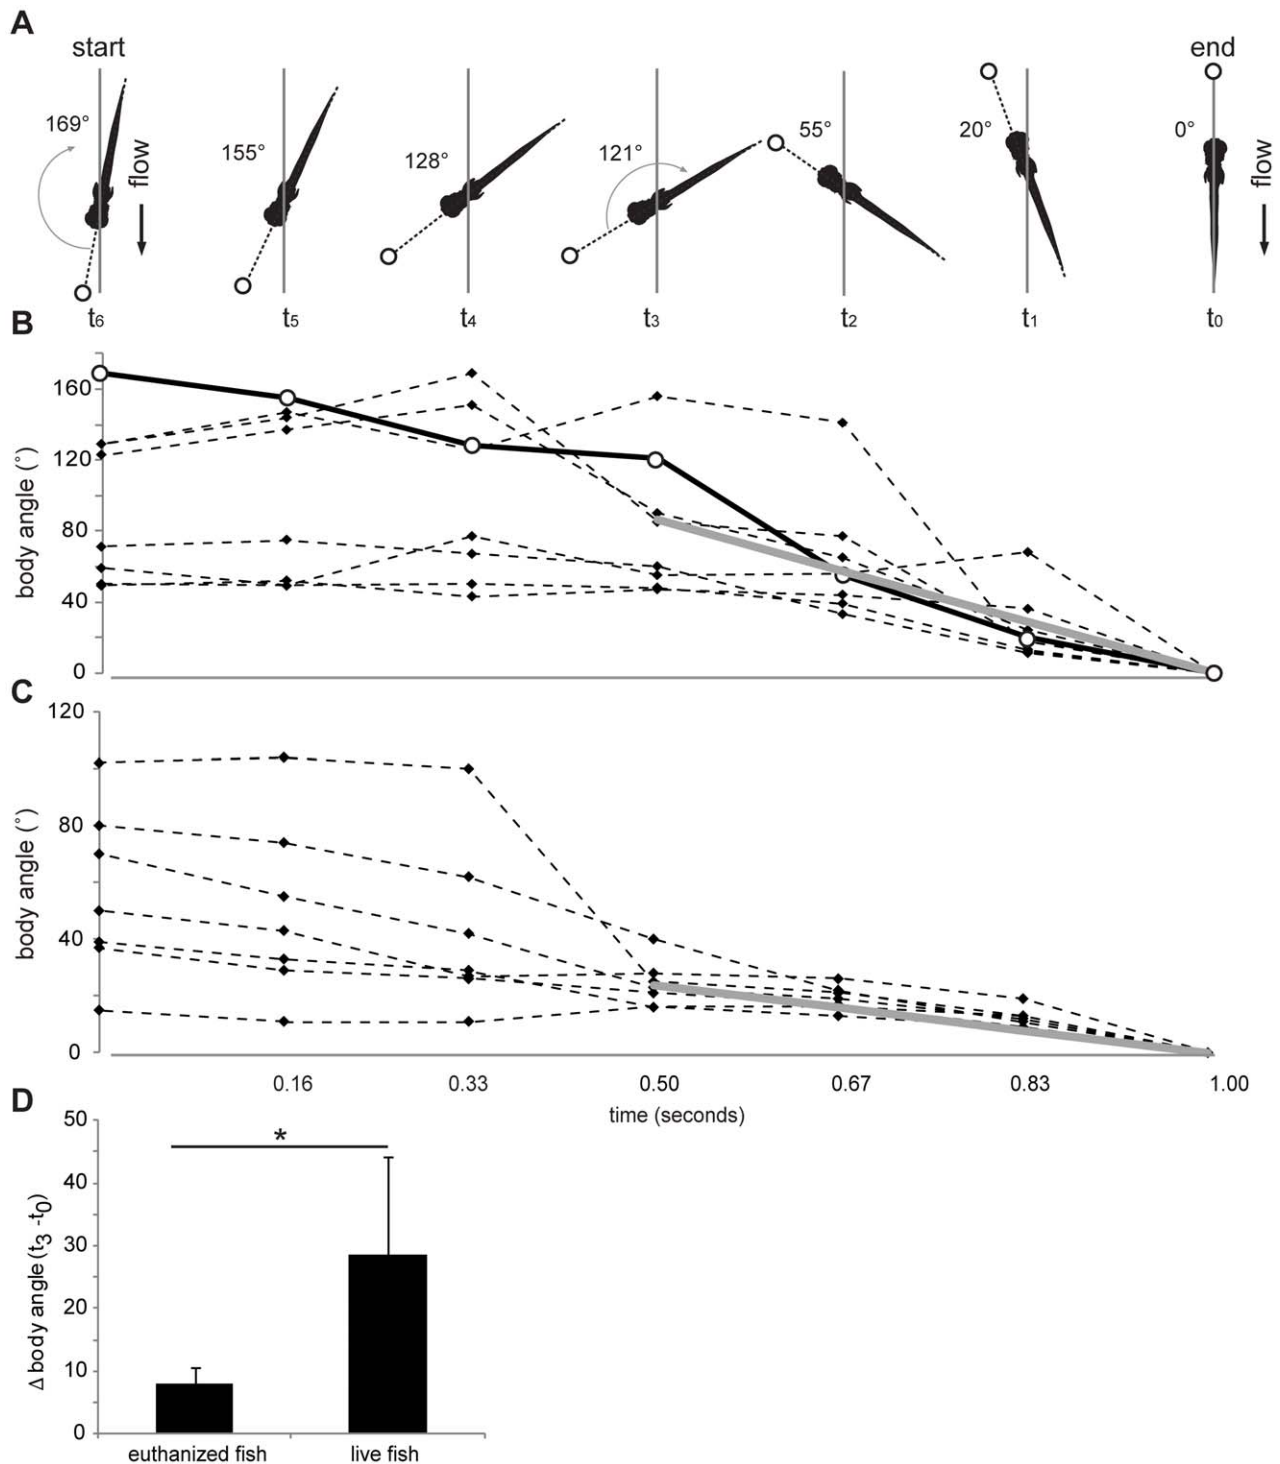 A
start
end
169°
155°
128°
121°
55°
20°
0°
flow
flow
t6
t5
t4
t3
t2
t1
t0
B
160
120
80
40
0
body angle (°)
C
120
80
40
0
body angle (°)
0.16
0.33
0.50
0.67
0.83
1.00
time (seconds)
D
50
40
30
20
10
0
Δ body angle (t3 -t0)
*
euthanized fish
live fish